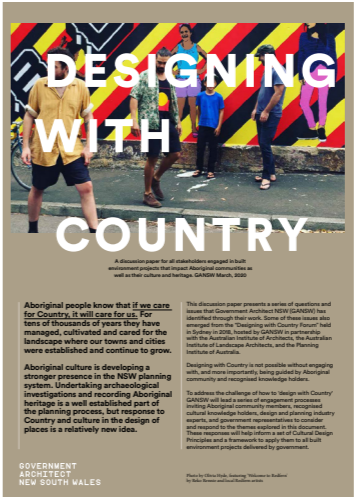 DESIGNING
WITH
COUNTRY
A discussion paper for all stakeholders engaged in built
environment projects that impact Aboriginal communities as
well as their culture and heritage. GANSW March, 2020
Aboriginal people know that if we care
for Country, it will care for us. For
tens of thousands of years they have
managed, cultivated and cared for the
landscape where our towns and cities
were established and continue to grow.
Aboriginal culture is developing a
stronger presence in the NSW planning
system. Undertaking archaeological
investigations and recording Aboriginal
heritage is a well established part of
the planning process, but response to
Country and culture in the design of
places is a relatively new idea.
This discussion paper presents a series of questions and
issues that Government Architect NSW (GANSW) has
identified through their work. Some of these issues also
emerged from the "Designing with Country Forum" held
in Sydney in 2018, hosted by GANSW in partnership
with the Australian Institute of Architects, the Australian
Institute of Landscape Architects, and the Planning
Institute of Australia.
Designing with Country is not possible without engaging
with, and more importantly, being guided by Aboriginal
community and recognised knowledge holders.
To address the challenge of how to 'design with Country'
GANSW will lead a series of engagement processes
inviting Aboriginal community members, recognised
cultural knowledge holders, design and planning industry
experts, and government representatives to consider
and respond to the themes explored in this document.
These responses will help inform a set of Cultural Design
Principles and a framework to apply them to all built
environment projects delivered by government.
GOVERNMENT
ARCHITECT
NEW SOUTH WALES